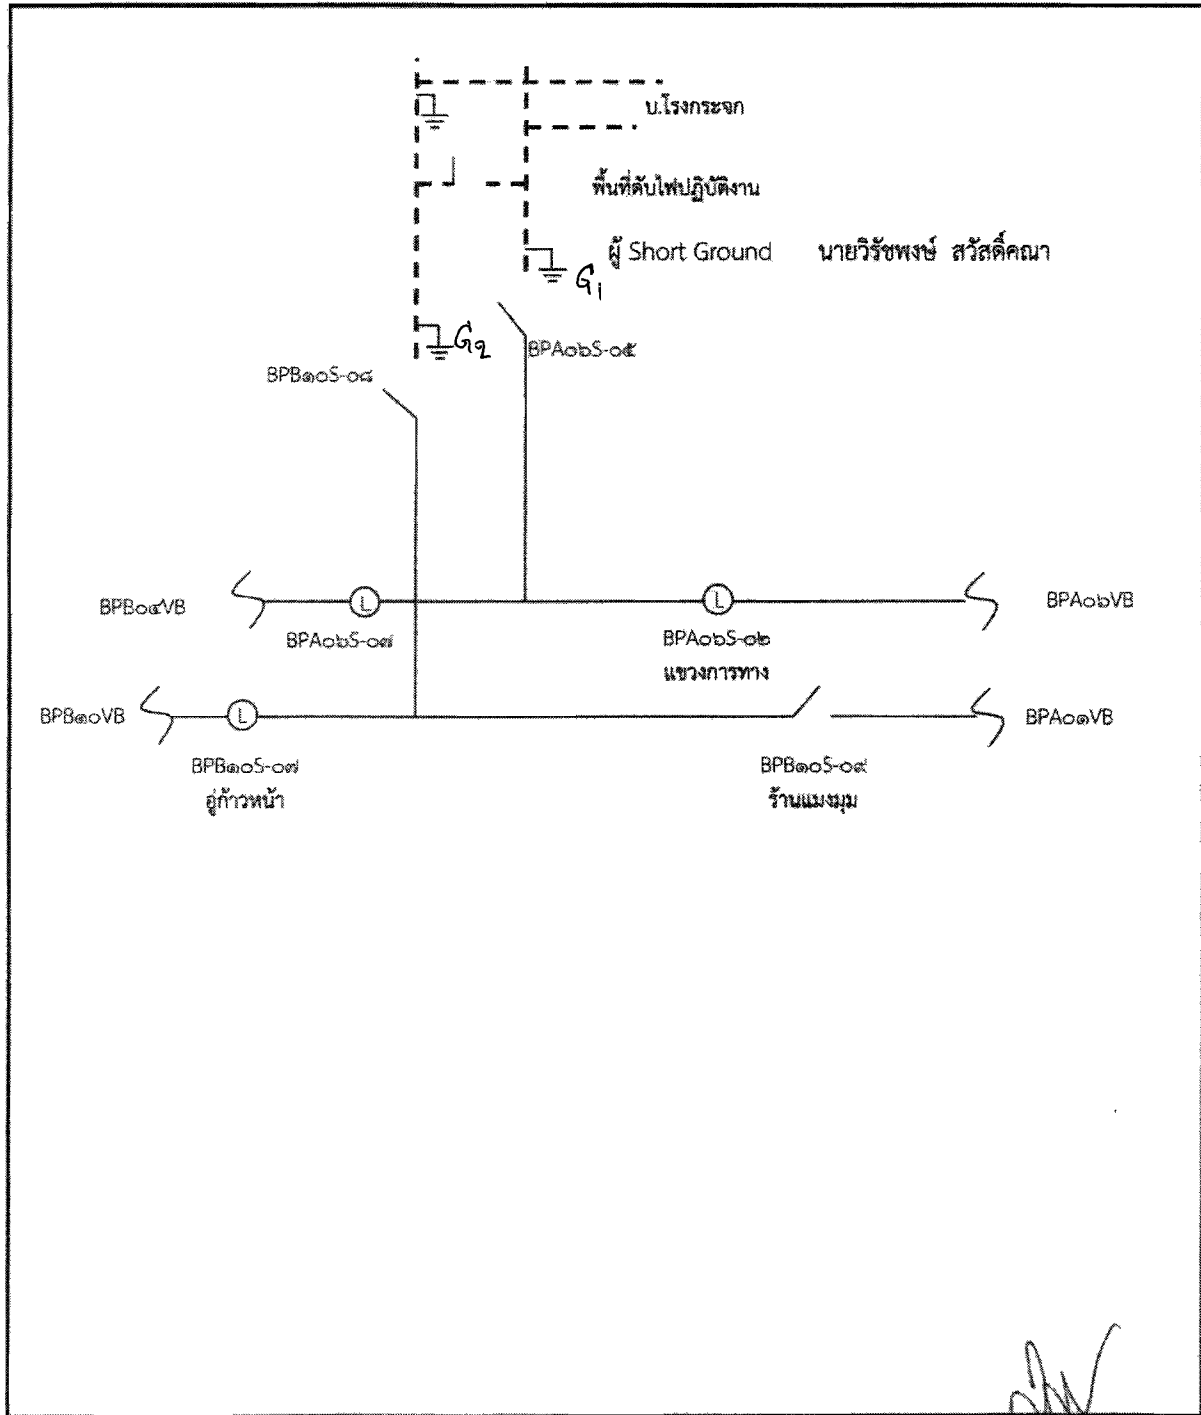 บ.โรงกระจก
พื้นที่ดับไฟปฏิบัติงาน
ผู้ Short Ground นายวิรัชพงษ์ สวัสดิ์คณา
G1
G2
BPA๐๖S-๐๕
BPB๑๐S-๐๘
BPB๐๔VB
BPA๐๖S-๐๗
BPA๐๖S-๐๒
แขวงการทาง
BPA๐๖VB
BPB๑๐VB
BPB๑๐S-๐๗
อู่ก้าวหน้า
BPB๑๐S-๐๙
ร้านแมงมุม
BPA๐๑VB
L
L
L